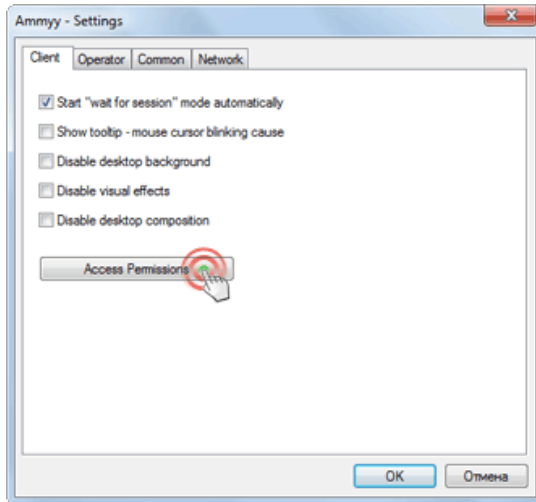 Ammyy - Settings
Client Operator Common Network
Start "wait for session" mode automatically
Show tooltip - mouse cursor blinking cause
Disable desktop background
Disable visual effects
Disable desktop composition
Access Permissions
OK Отмена